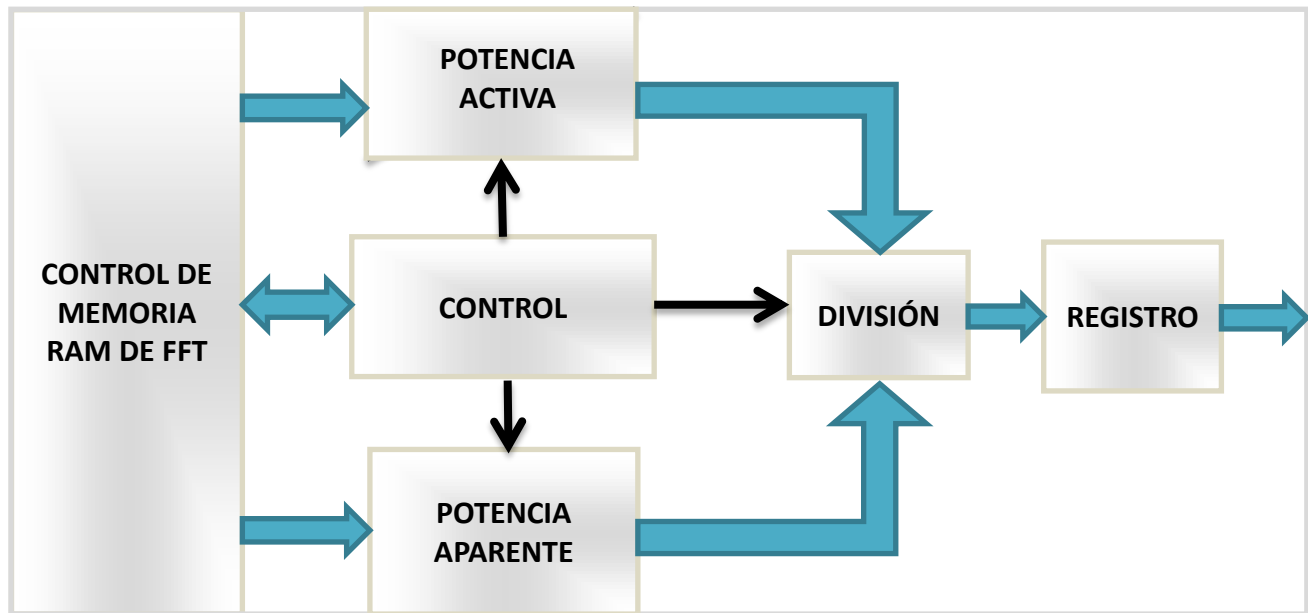 POTENCIA
ACTIVA
CONTROL DE
MEMORIA
RAM DE FFT
CONTROL
DIVISIÓN
REGISTRO
POTENCIA
APARENTE